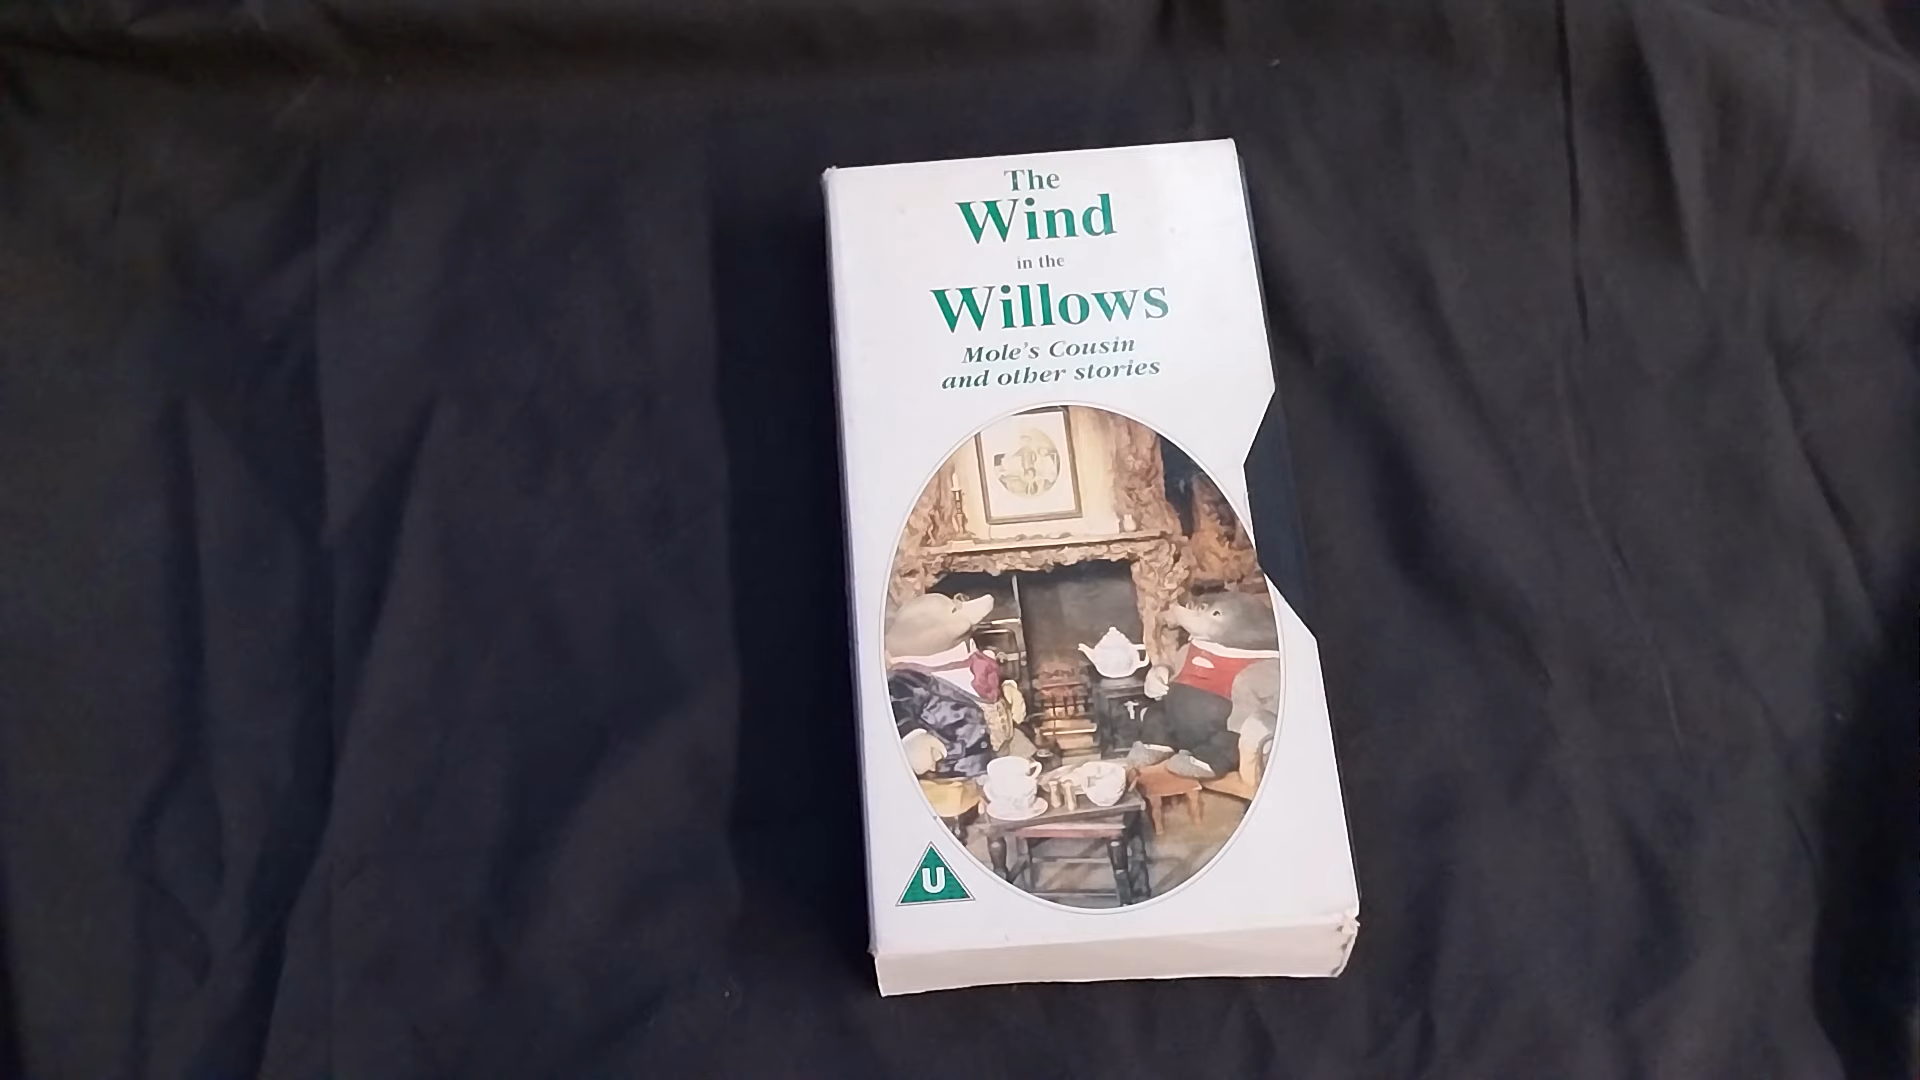 The
Wind
in the
Willows
Mole's Cousin
and other stories
U